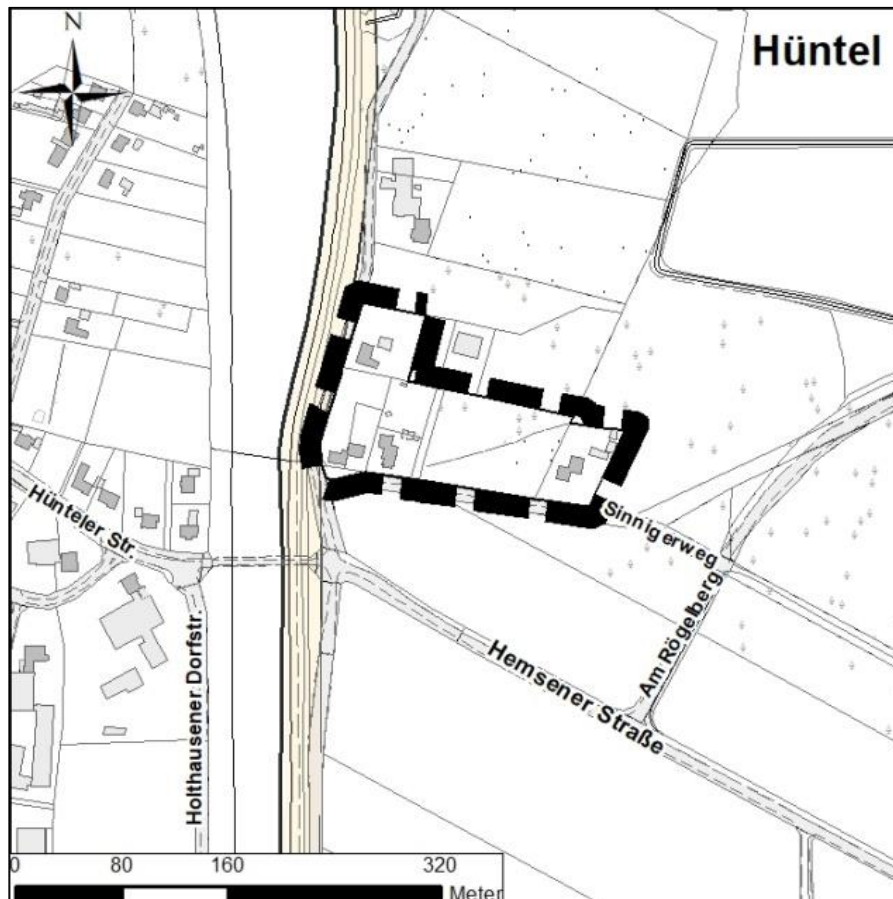 Hüntel
N
Hünteler Str.
Sinnigerweg
Am Rögelberg
Hemsener Straße
Holthausener Dorfstr.
0 80 160 320
Meter